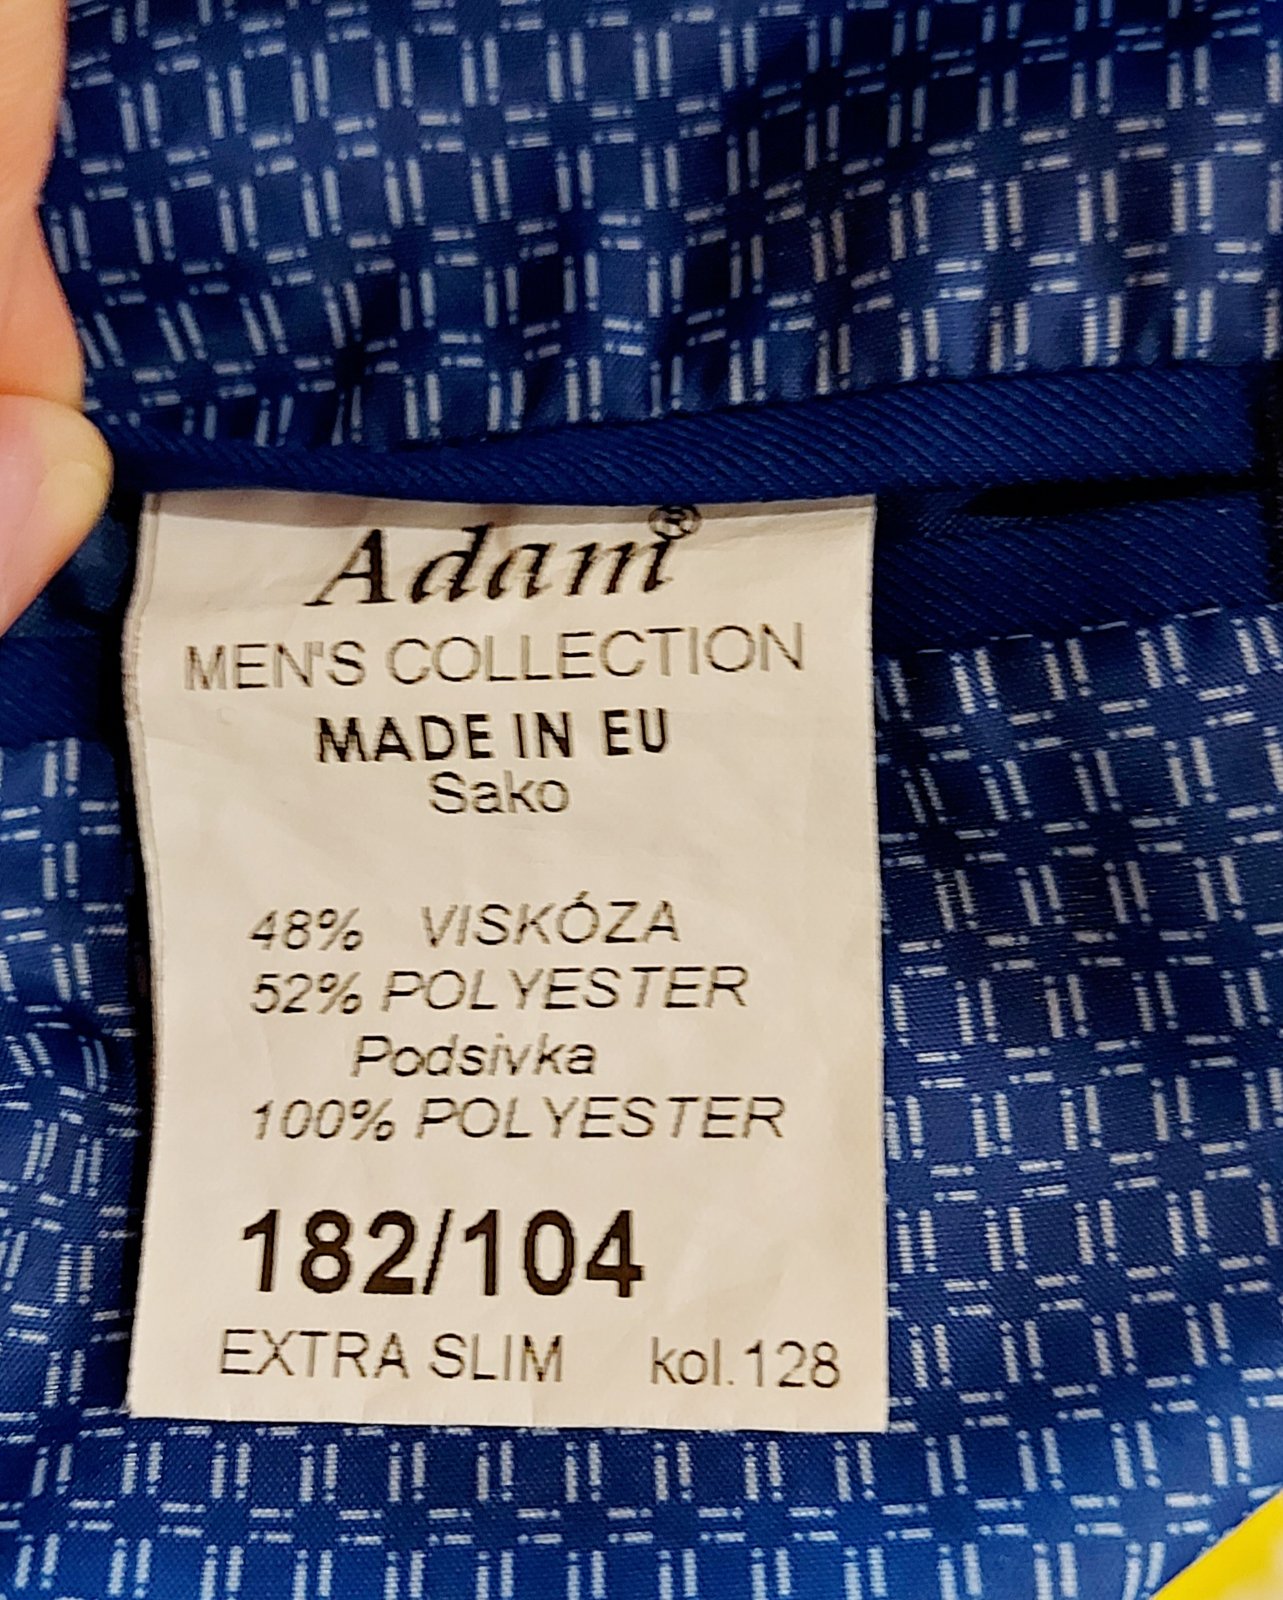 Adam®
MEN'S COLLECTION
MADE IN EU
Sako
48% VISKÓZA
52% POLYESTER
Podsivka
100% POLYESTER
182/104
EXTRA SLIM kol.128